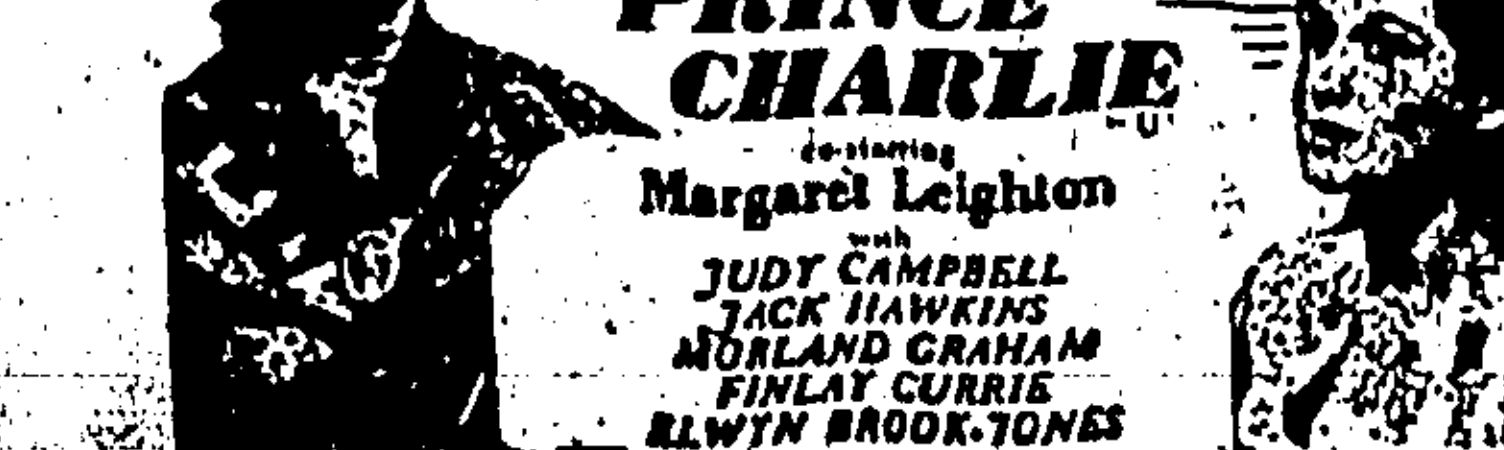 PRINCE
CHARLIE
co-starring
Margaret Leighton
with
JUDY CAMPBELL
JACK HAWKINS
MORLAND GRAHAM
FINLAY CURRIE
ELWYN BROOK-JONES